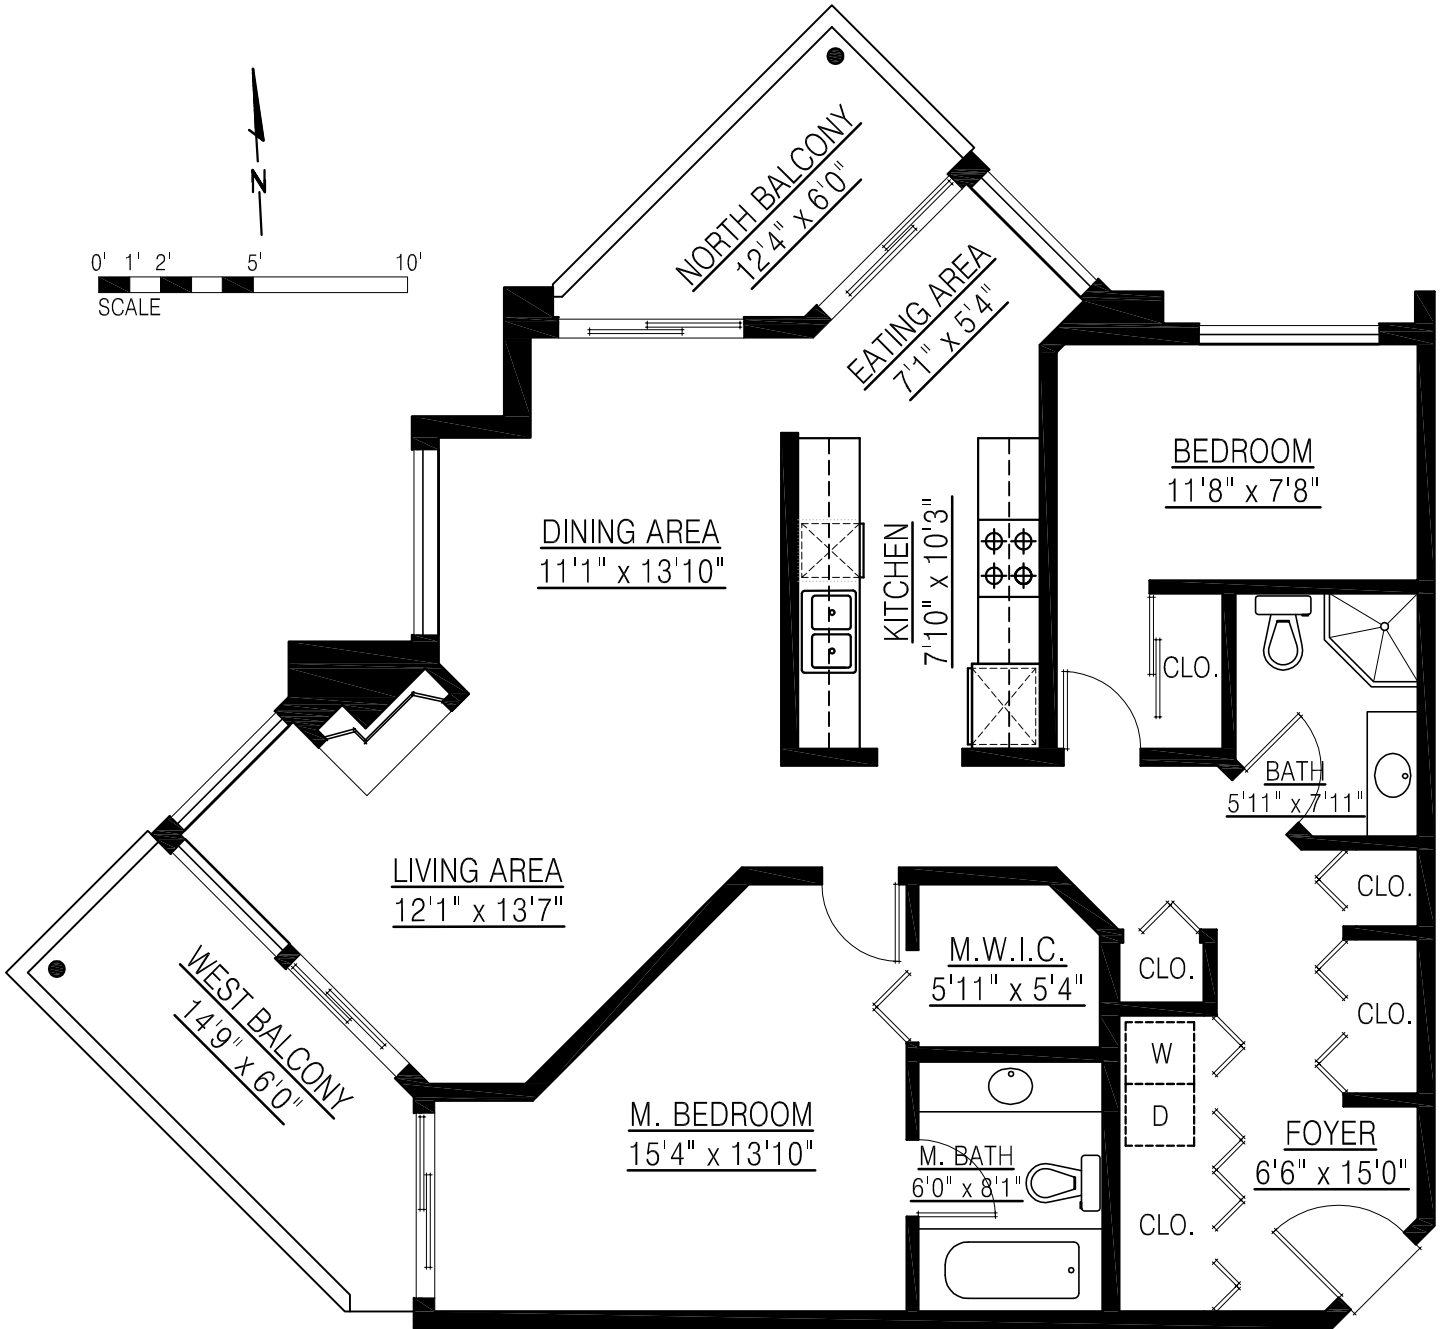 N
0' 1' 2' 5' 10'
SCALE
NORTH BALCONY
12'4" x 6'0"
EATING AREA
7'1" x 5'4"
BEDROOM
11'8" x 7'8"
DINING AREA
11'1" x 13'10"
KITCHEN
7'10" x 10'3"
CLO.
BATH
5'11" x 7'11"
LIVING AREA
12'1" x 13'7"
CLO.
M.W.I.C.
5'11" x 5'4"
CLO.
WEST BALCONY
14'9" x 6'0"
CLO.
W
D
M. BEDROOM
15'4" x 13'10"
FOYER
6'6" x 15'0"
M. BATH
6'0" x 8'1"
CLO.